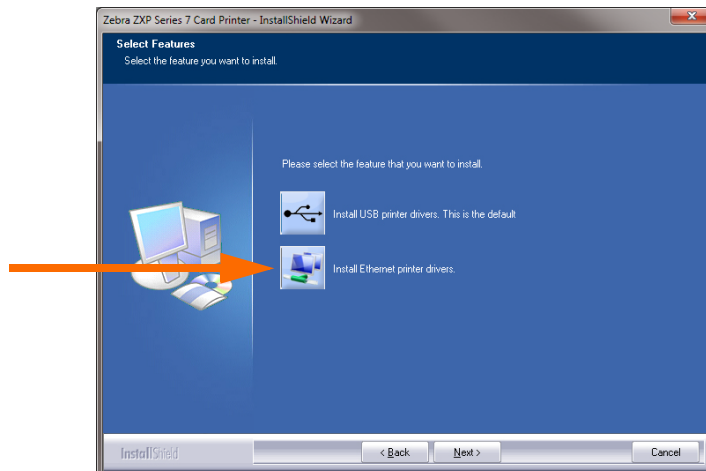 Zebra ZXP Series 7 Card Printer - InstallShield Wizard
Select Features
Select the feature you want to install.
Please select the feature that you want to install.
Install USB printer drivers. This is the default
Install Ethernet printer drivers.
InstallShield
< Back Next > Cancel